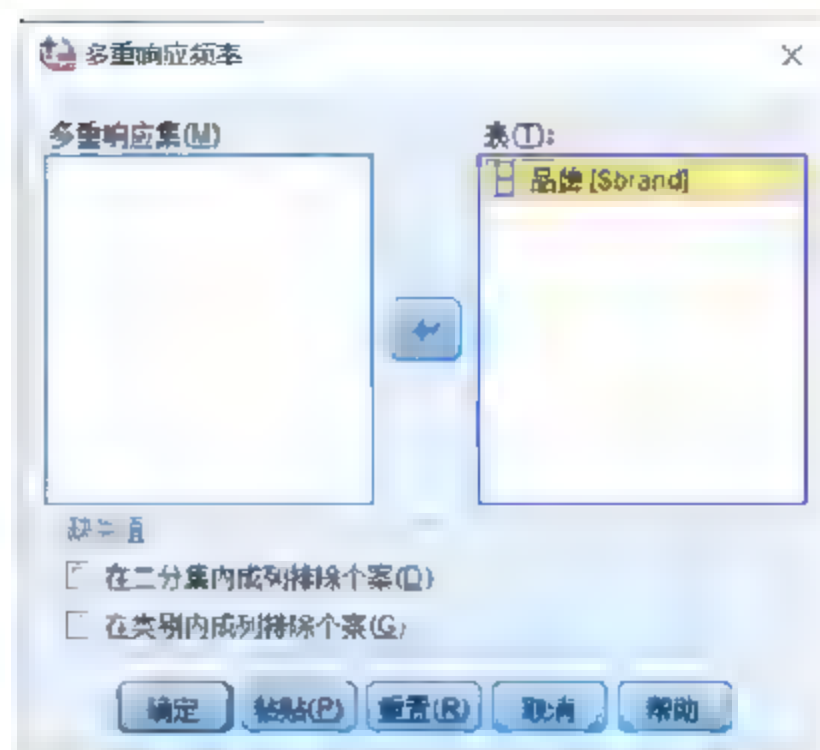 多重响应频率
多重响应集(M)
表(T):
品牌 [$brand]
缺失值
在二分集内成列排除个案(D)
在类别内成列排除个案(G)
确定 粘贴(P) 重置(R) 取消 帮助